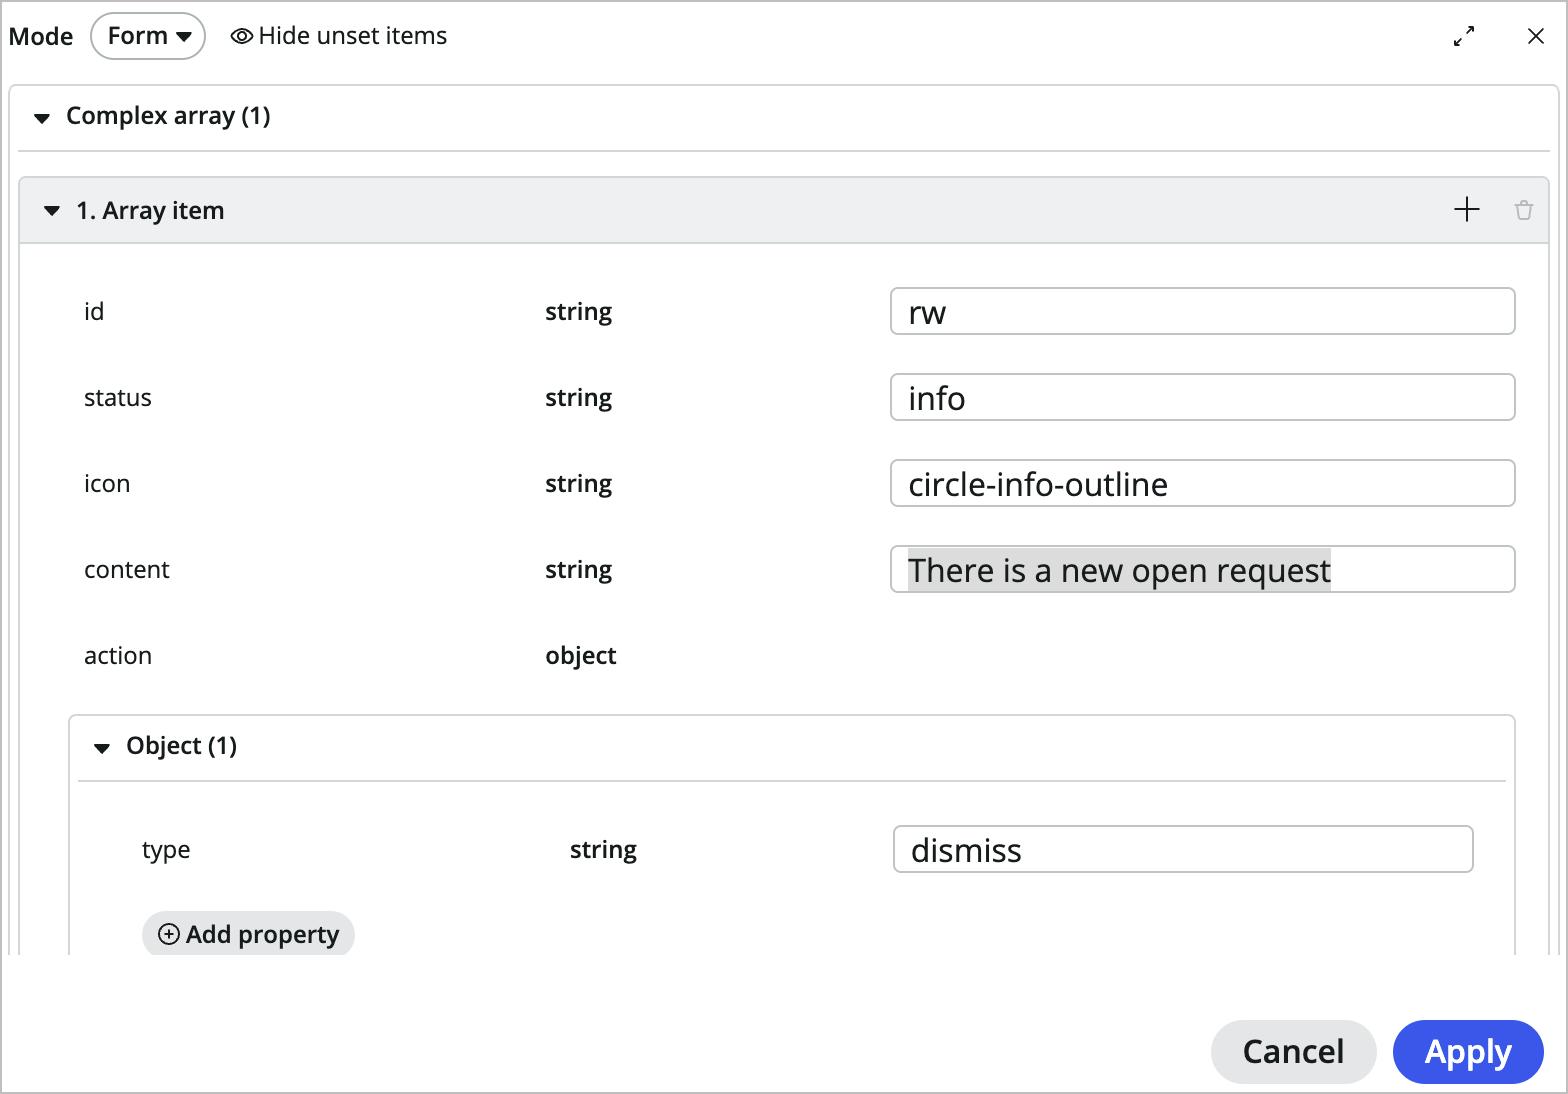 Mode Form Hide unset items
Complex array (1)
1. Array item
id string rw
status string info
icon string circle-info-outline
content string There is a new open request
action object
Object (1)
type string dismiss
Add property
Cancel Apply